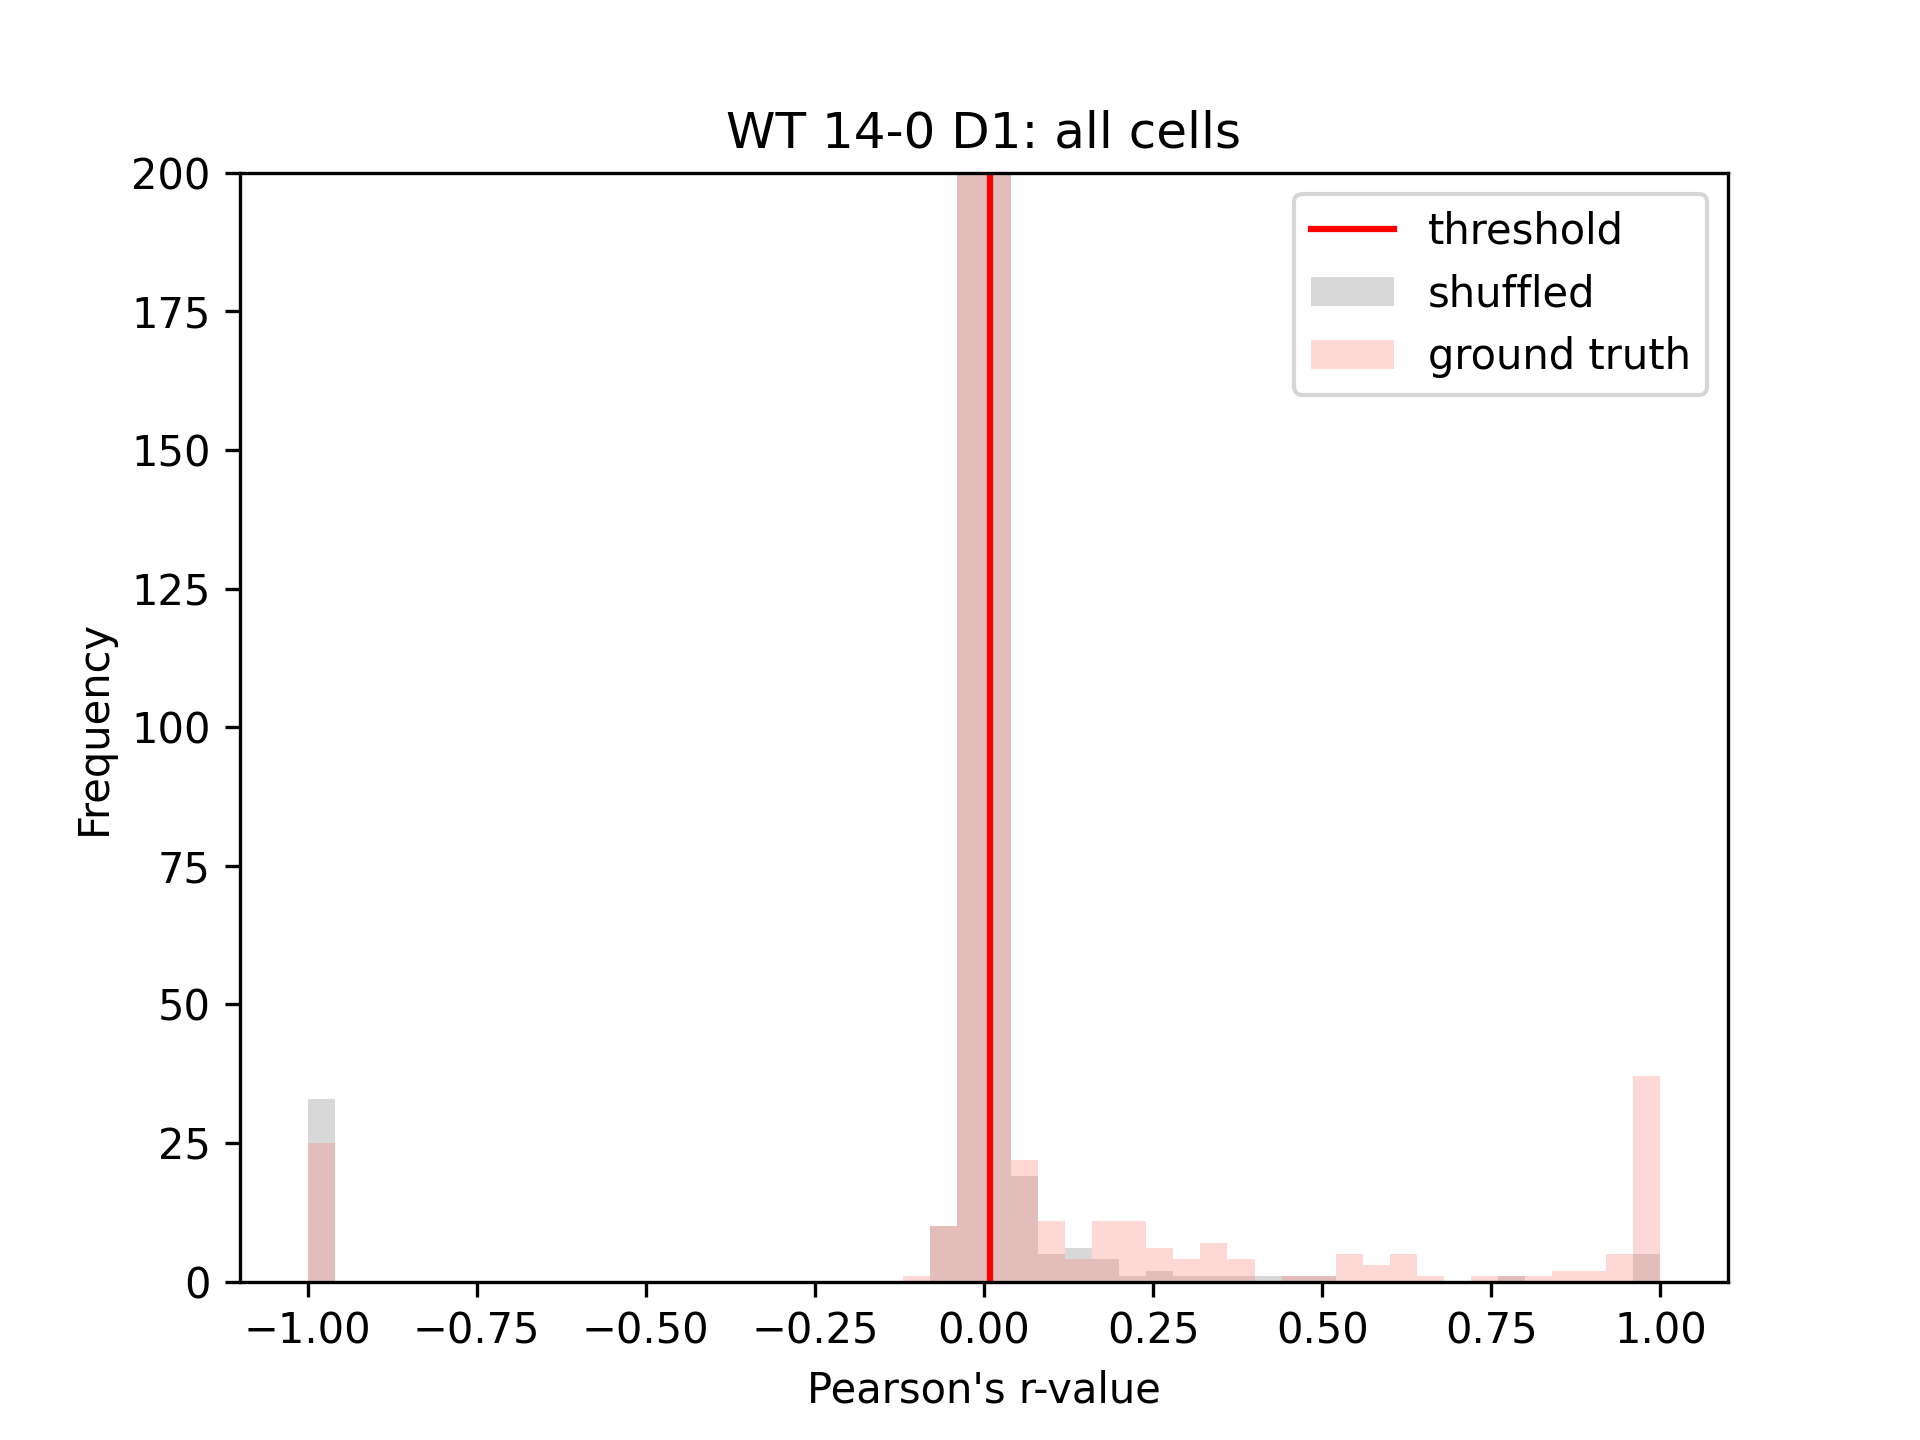 WT 14-0 D1: all cells
threshold
shuffled
ground truth
200
175
150
125
100
75
50
25
0
Frequency
−1.00 −0.75 −0.50 −0.25 0.00 0.25 0.50 0.75 1.00
Pearson's r-value